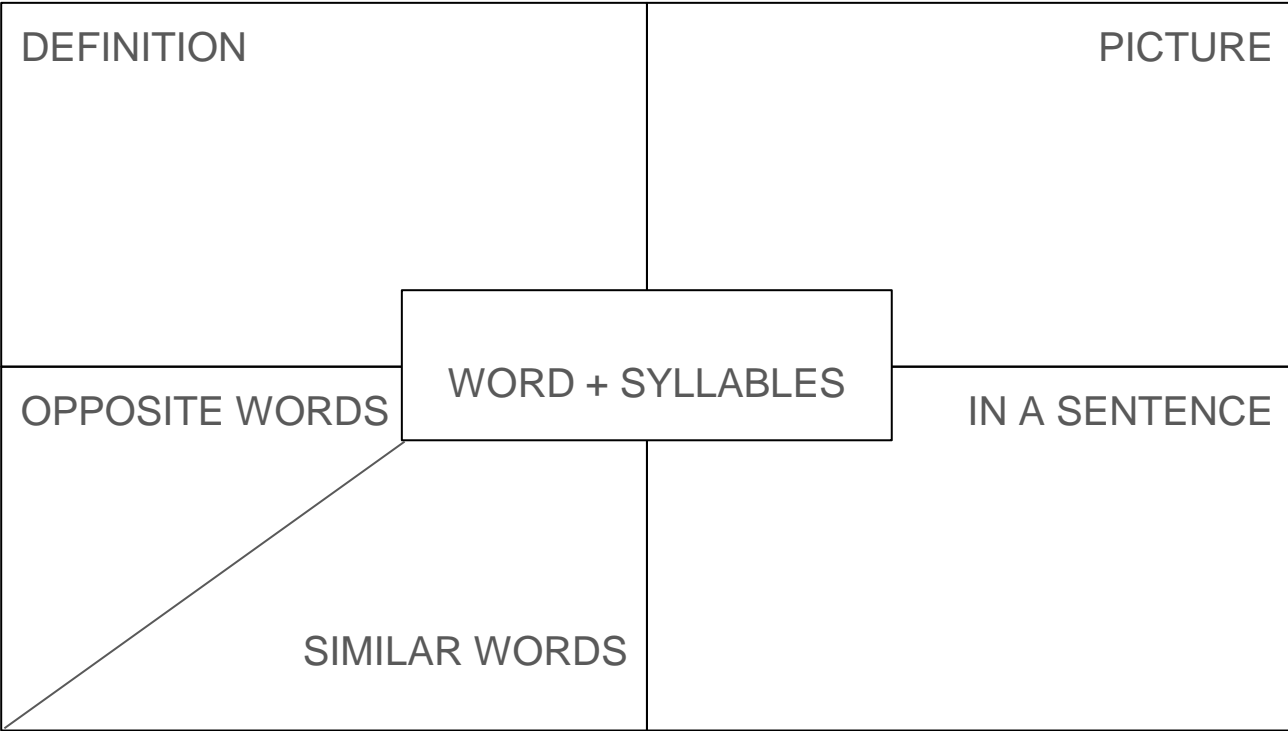 DEFINITION
PICTURE
WORD + SYLLABLES
OPPOSITE WORDS
IN A SENTENCE
SIMILAR WORDS